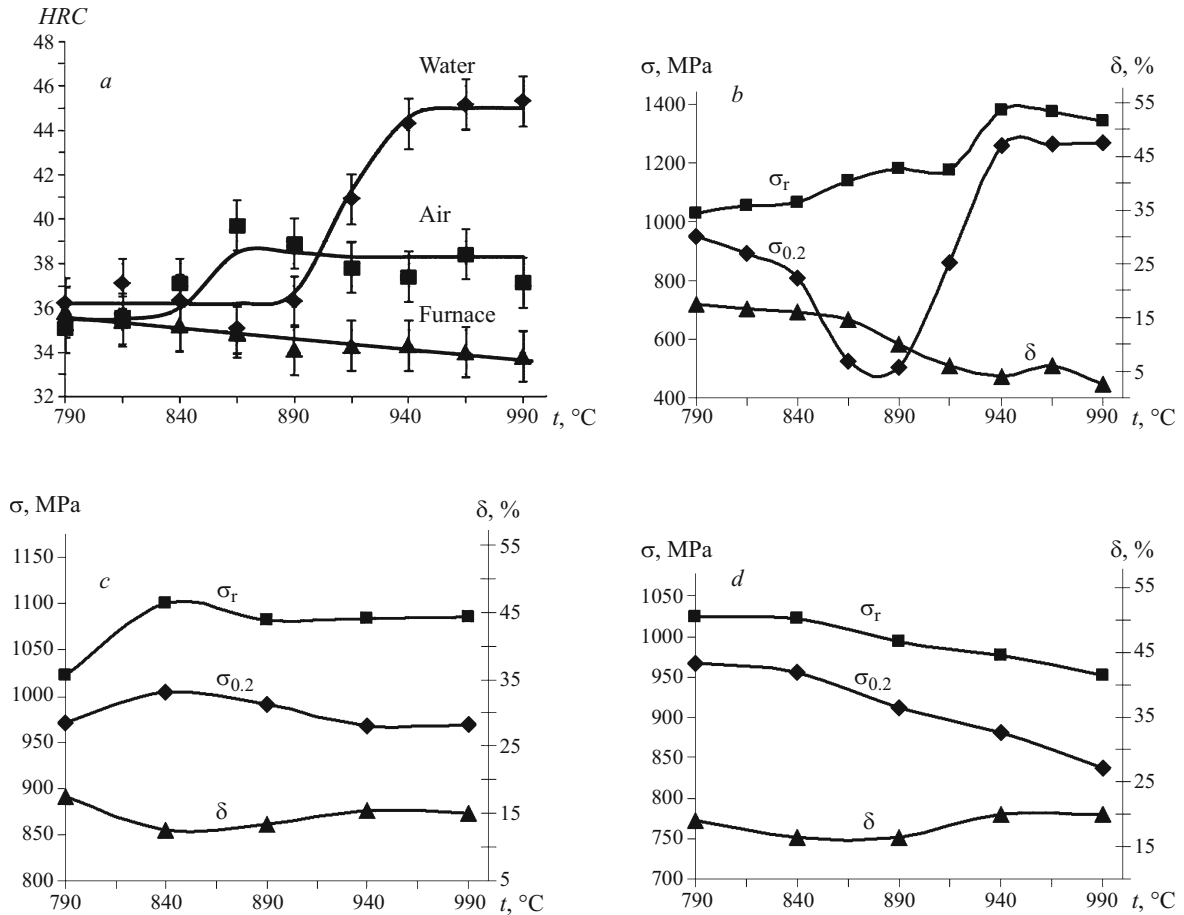 HRC
48
a
Water
46
44
42
40
Air
38
36
Furnace
34
32
790 840 890 940 990 t, °C
σ, MPa δ, %
b
1400 55
1200 45
σr
1000 35
σ0.2
800 25
600 15
δ
5
400
790 840 890 940 990 t, °C
σ, MPa δ, %
c
1150 55
1100 σr 45
1050
1000 σ0.2 35
950 25
900
δ 15
850
800 5
790 840 890 940 990 t, °C
σ, MPa δ, %
d
1050 55
σr
1000 45
950 σ0.2
900 35
850
800 25
δ
750 15
700
790 840 890 940 990 t, °C